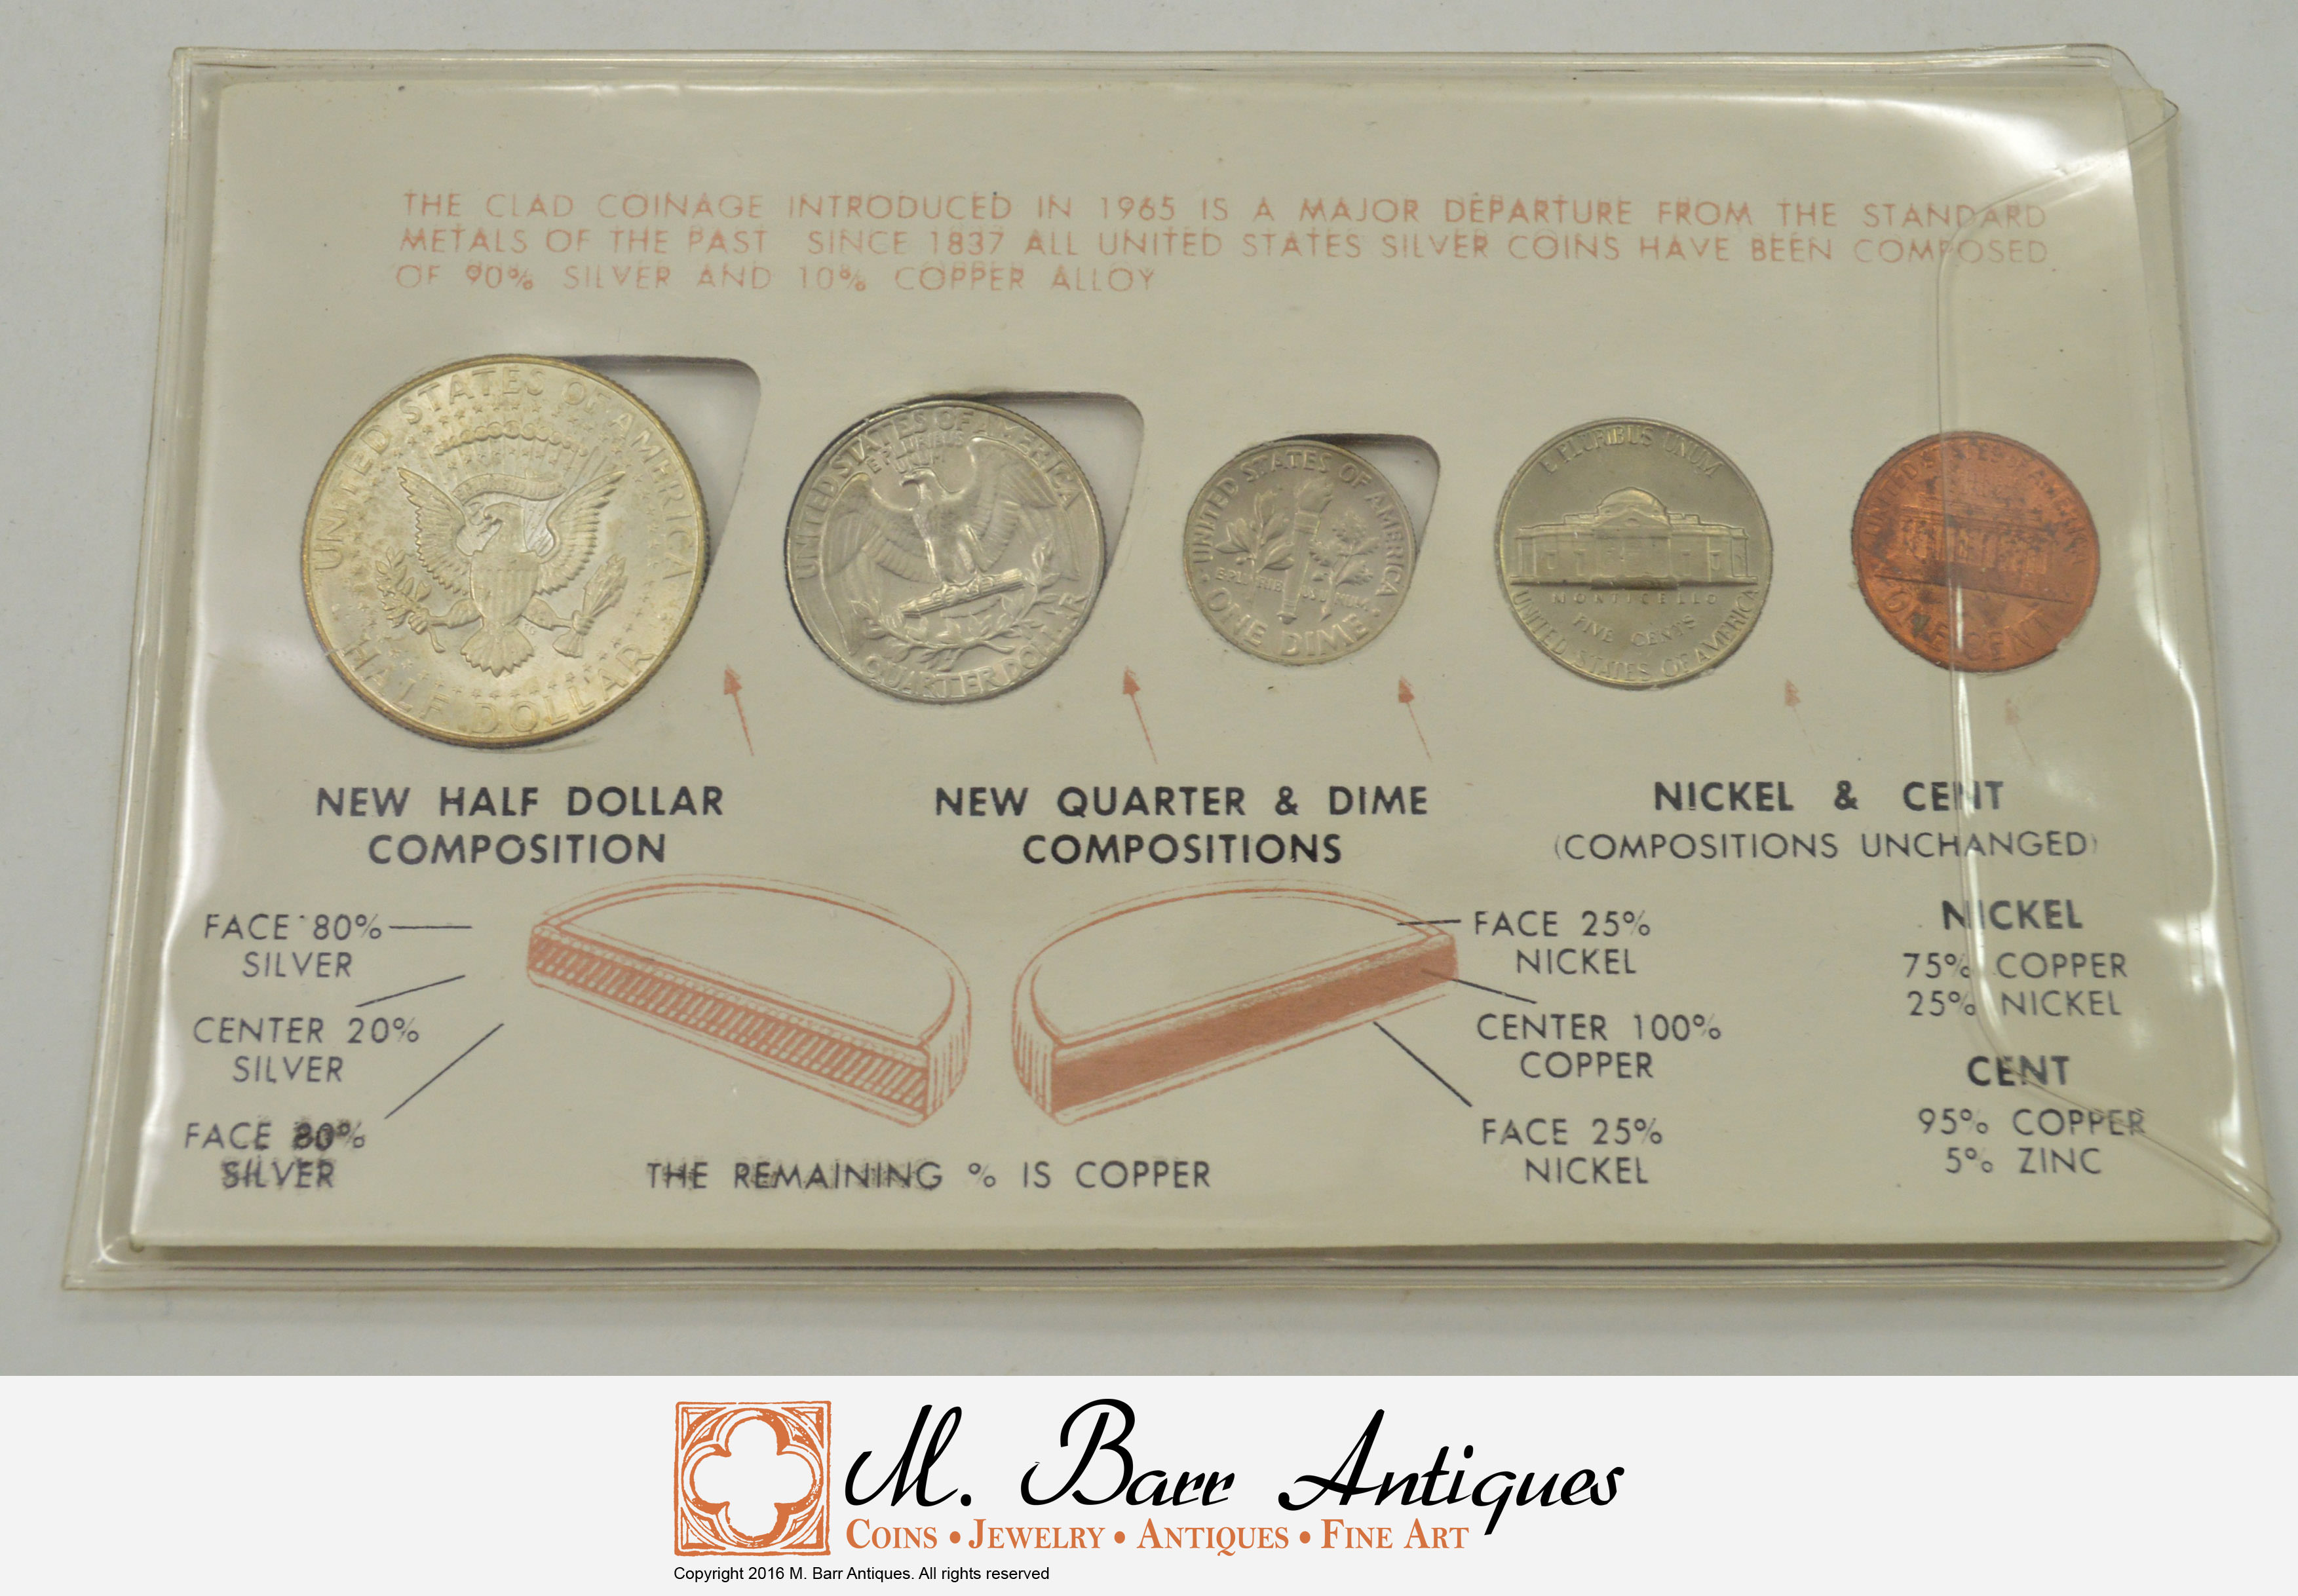 THE CLAD COINAGE INTRODUCED IN 1965 IS A MAJOR DEPARTURE FROM THE STANDARD
METALS OF THE PAST SINCE 1837 ALL UNITED STATES SILVER COINS HAVE BEEN COMPOSED
OF 90% SILVER AND 10% COPPER ALLOY
UNITED STATES OF AMERICA
HALF DOLLAR
UNITED STATES OF AMERICA
E PLURIBUS
UNUM
QUARTER DOLLAR
UNITED STATES OF AMERICA
E PLURIBUS UNUM
ONE DIME
E PLURIBUS UNUM
MONTICELLO
FIVE CENTS
UNITED STATES OF AMERICA
UNITED STATES OF AMERICA
ONE CENT
NEW HALF DOLLAR
COMPOSITION
NEW QUARTER & DIME
COMPOSITIONS
NICKEL & CENT
(COMPOSITIONS UNCHANGED)
FACE 80%
SILVER
CENTER 20%
SILVER
FACE 80%
SILVER
FACE 25%
NICKEL
CENTER 100%
COPPER
FACE 25%
NICKEL
THE REMAINING % IS COPPER
NICKEL
75% COPPER
25% NICKEL
CENT
95% COPPER
5% ZINC
M. Barr Antiques
COINS • JEWELRY • ANTIQUES • FINE ART
Copyright 2016 M. Barr Antiques. All rights reserved